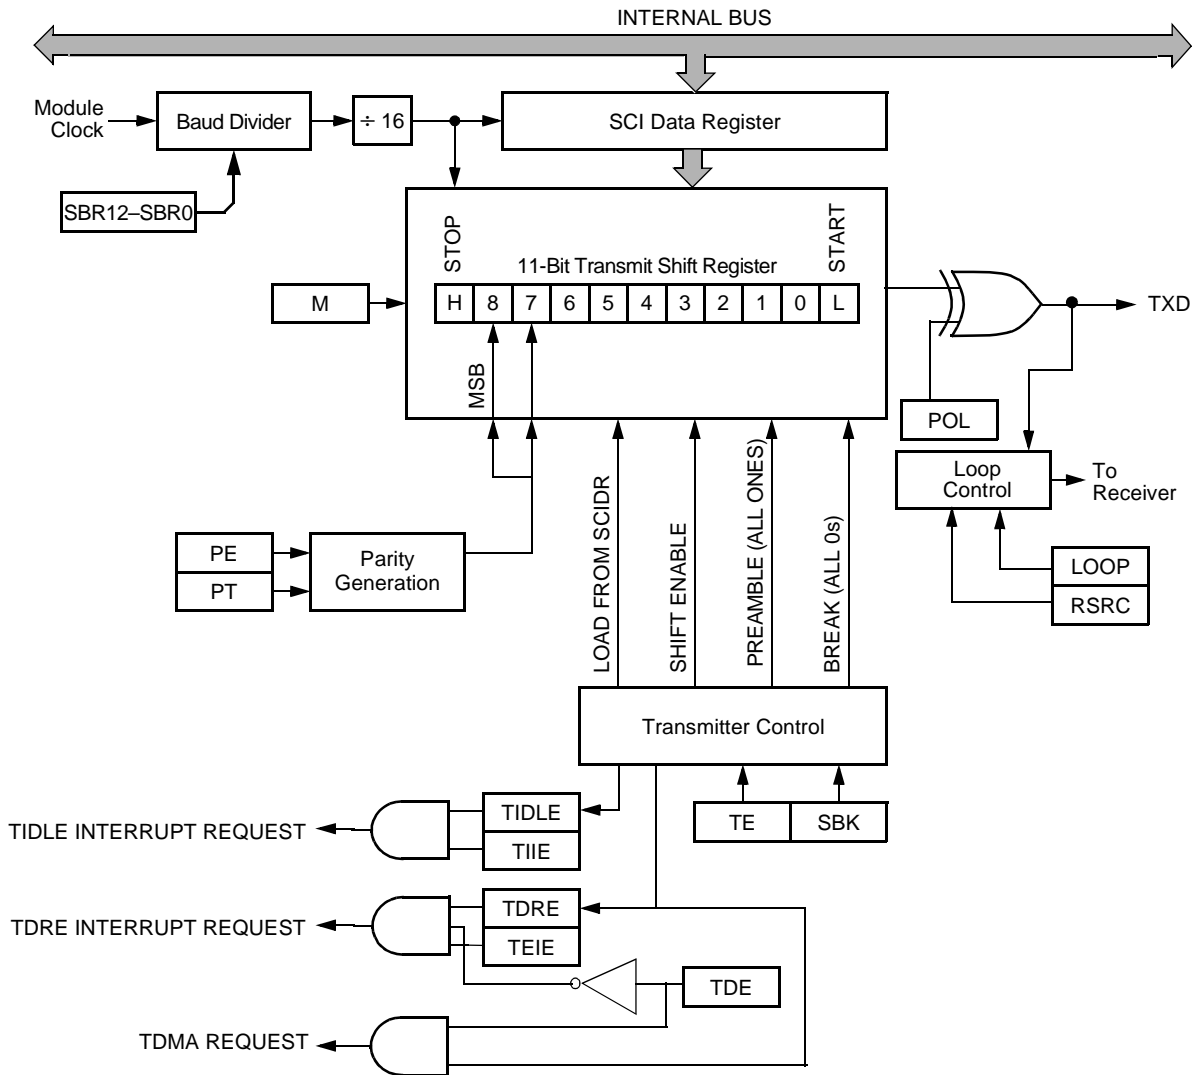 INTERNAL BUS
Module
Clock
Baud Divider
÷ 16
SCI Data Register
SBR12–SBR0
STOP
START
11-Bit Transmit Shift Register
M
H 8 7 6 5 4 3 2 1 0 L
TXD
MSB
POL
Loop
Control
To
Receiver
LOAD FROM SCIDR
SHIFT ENABLE
PREAMBLE (ALL ONES)
BREAK (ALL 0s)
PE
PT
Parity
Generation
LOOP
RSRC
Transmitter Control
TE
SBK
TIDLE INTERRUPT REQUEST
TIDLE
TIIE
TDRE INTERRUPT REQUEST
TDRE
TEIE
TDE
TDMA REQUEST